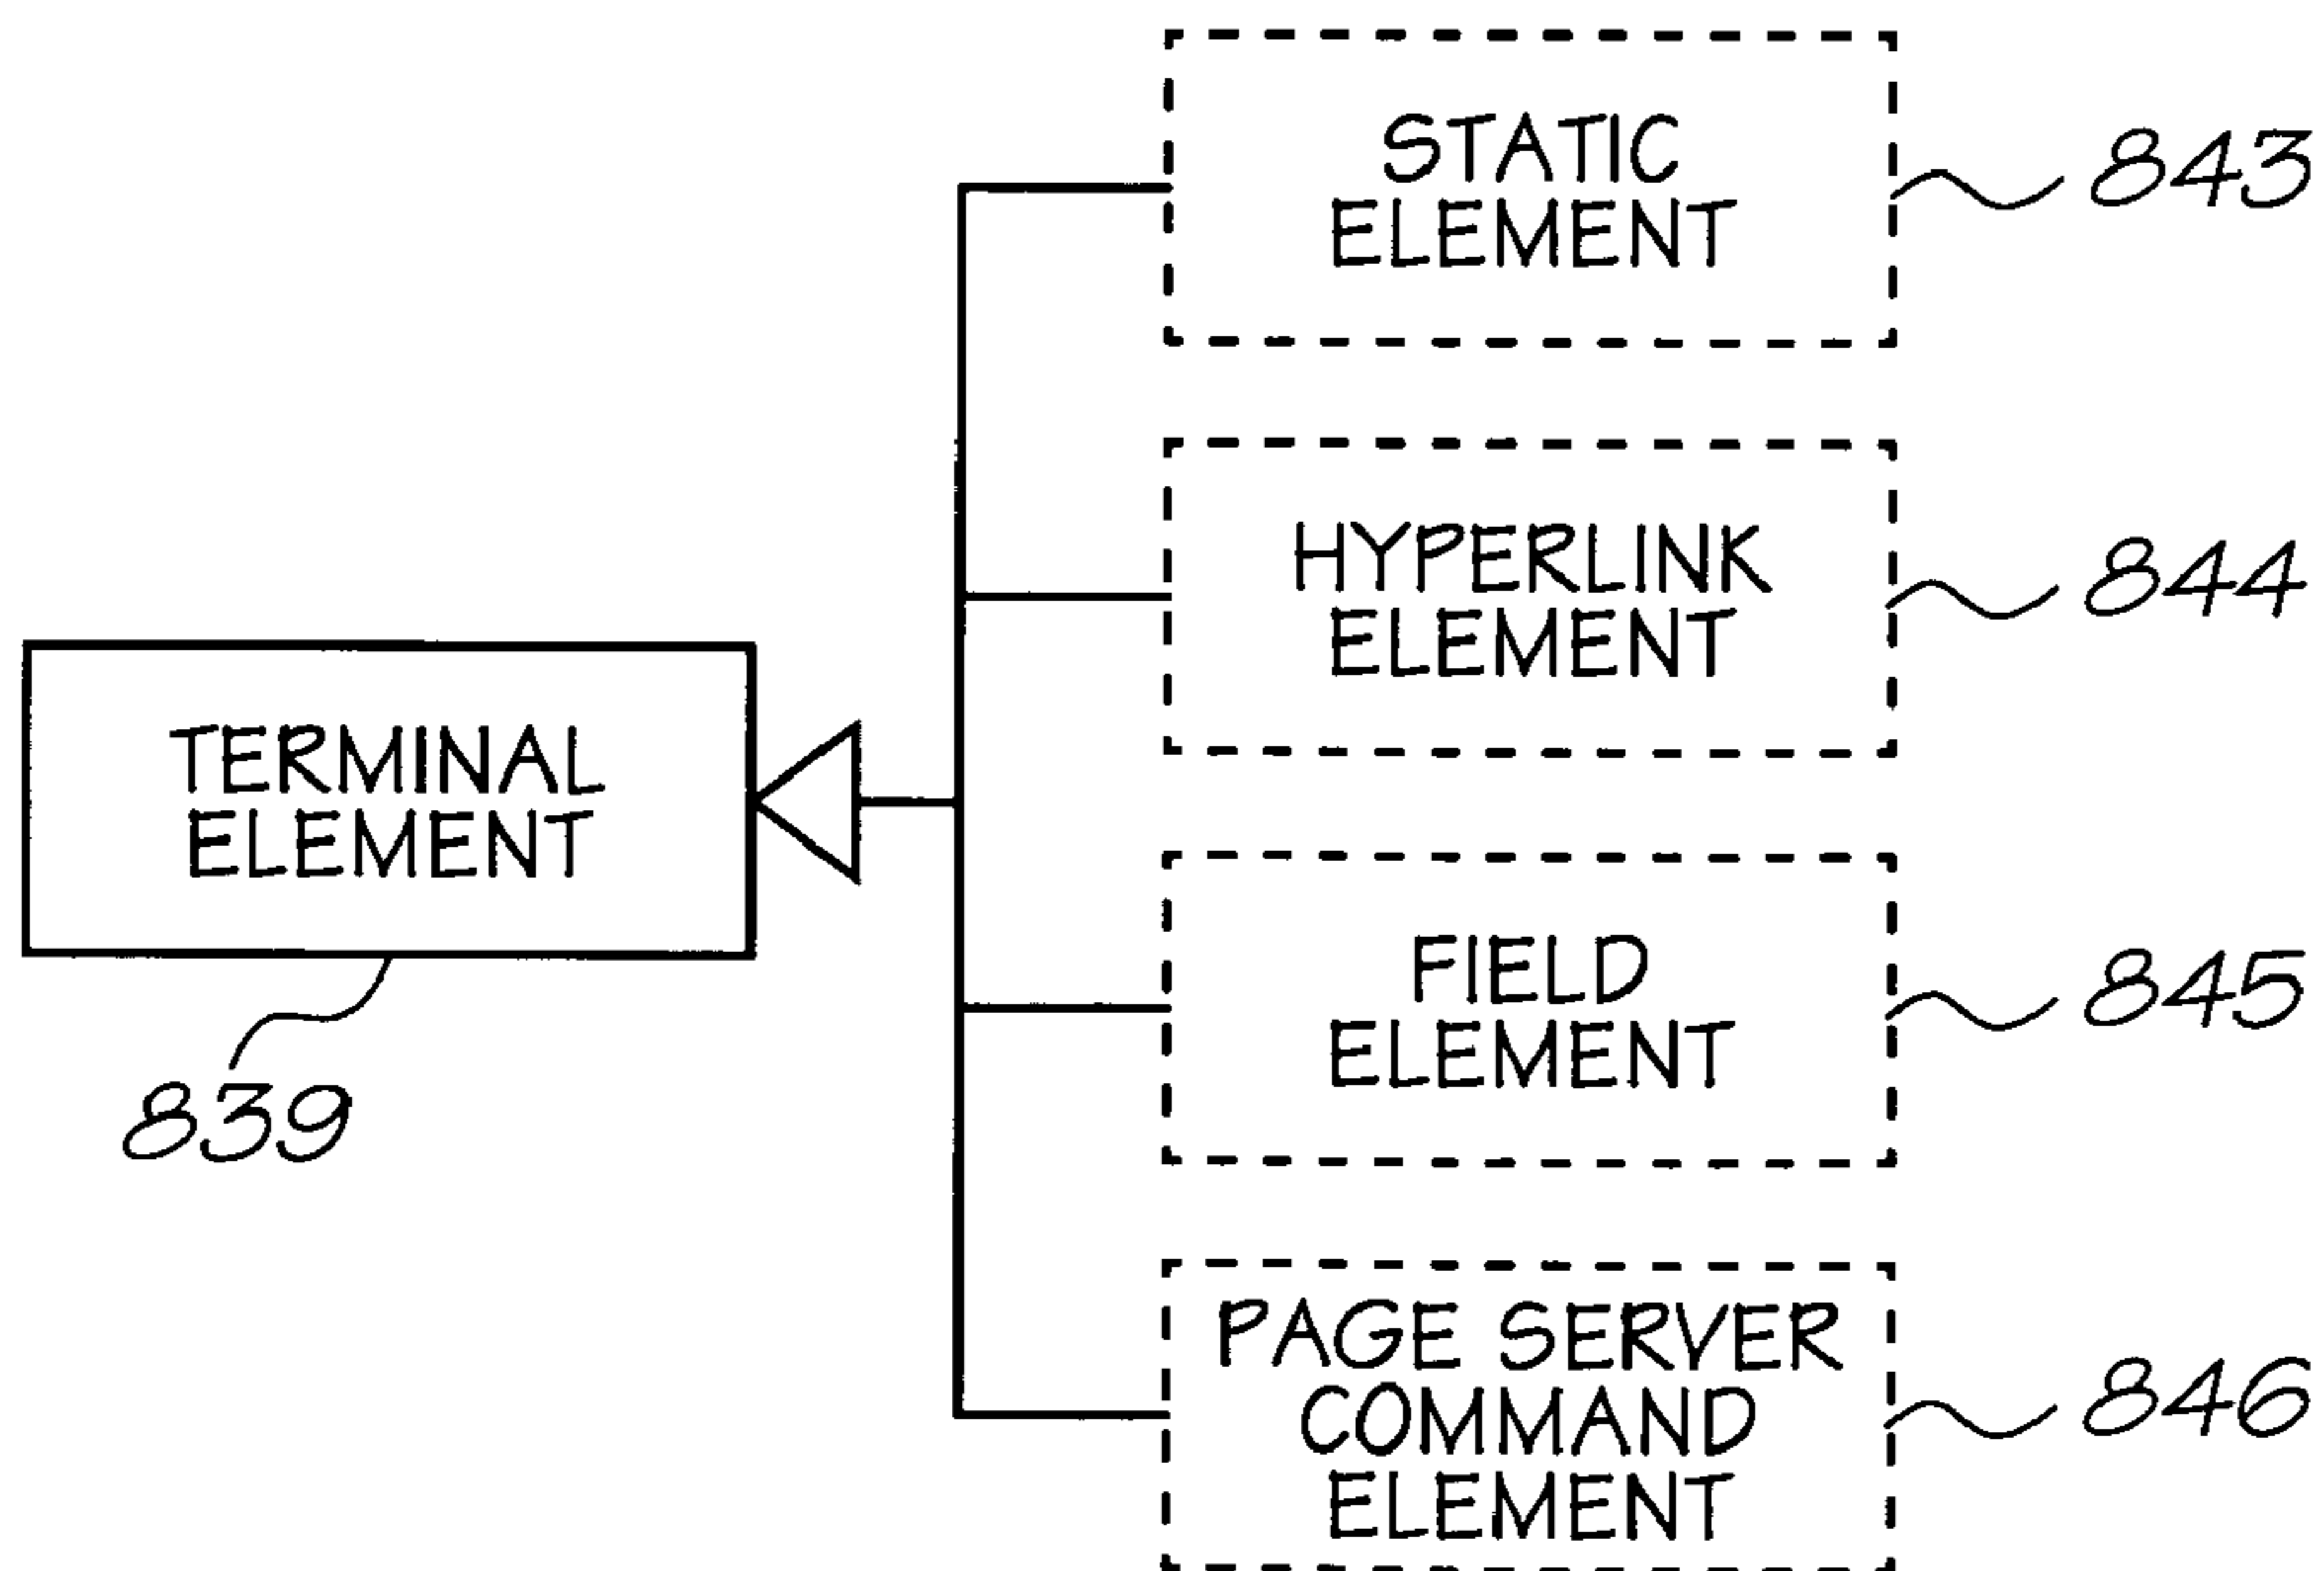 STATIC
ELEMENT
843
HYPERLINK
ELEMENT
844
TERMINAL
ELEMENT
839
FIELD
ELEMENT
845
PAGE SERVER
COMMAND
ELEMENT
846